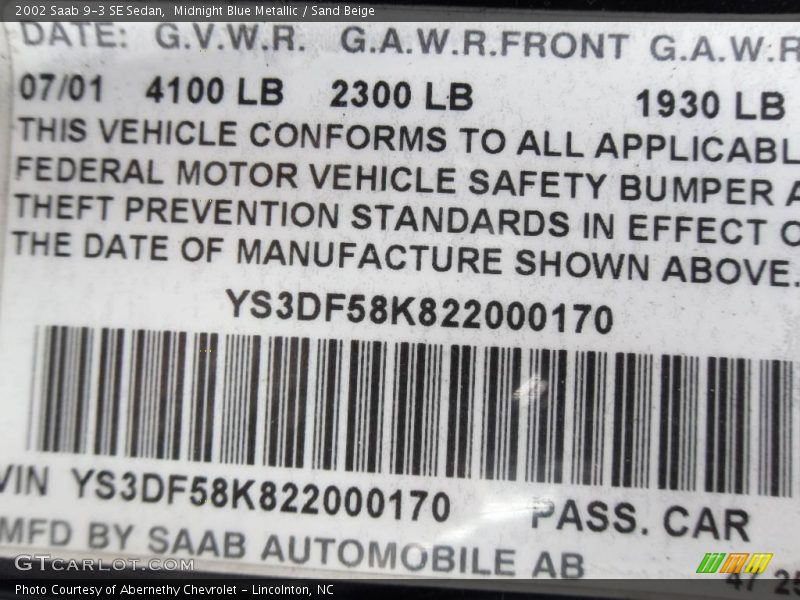 2002 Saab 9-3 SE Sedan,  Midnight Blue Metallic / Sand Beige
DATE: G.V.W.R. G.A.W.R.FRONT G.A.W.R
07/01 4100 LB 2300 LB 1930 LB
THIS VEHICLE CONFORMS TO ALL APPLICABL
FEDERAL MOTOR VEHICLE SAFETY BUMPER A
THEFT PREVENTION STANDARDS IN EFFECT O
THE DATE OF MANUFACTURE SHOWN ABOVE.
YS3DF58K822000170
VIN YS3DF58K822000170 PASS. CAR
MFD BY SAAB AUTOMOBILE AB
GTCARLOT.COM
47 25
Photo Courtesy of Abernethy Chevrolet - Lincolnton, NC